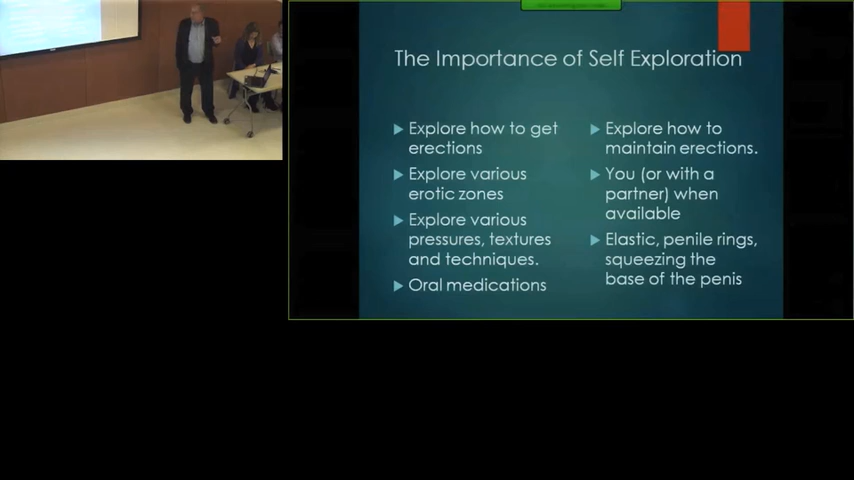 The Importance of Self Exploration
Explore how to get
erections
Explore various
erotic zones
Explore various
pressures, textures
and techniques.
Oral medications
Explore how to
maintain erections.
You (or with a
partner) when
available
Elastic, penile rings,
squeezing the
base of the penis